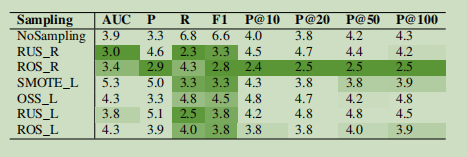 Sampling AUC P R F1 P@10 P@20 P@50 P@100
NoSampling 3.9 3.3 6.8 6.6 4.0 3.8 4.2 4.3
RUS_R 3.0 4.6 2.3 3.3 4.5 4.7 4.4 4.2
ROS_R 3.4 2.9 4.3 2.8 2.4 2.5 2.5 2.5
SMOTE_L 5.3 5.0 3.3 3.3 4.3 3.8 3.8 3.9
OSS_L 4.3 3.3 4.8 4.5 4.8 4.7 4.2 4.8
RUS_L 3.8 5.1 2.5 3.8 4.2 4.8 4.8 4.5
ROS_L 4.3 3.9 4.0 3.8 3.8 3.8 4.0 3.9